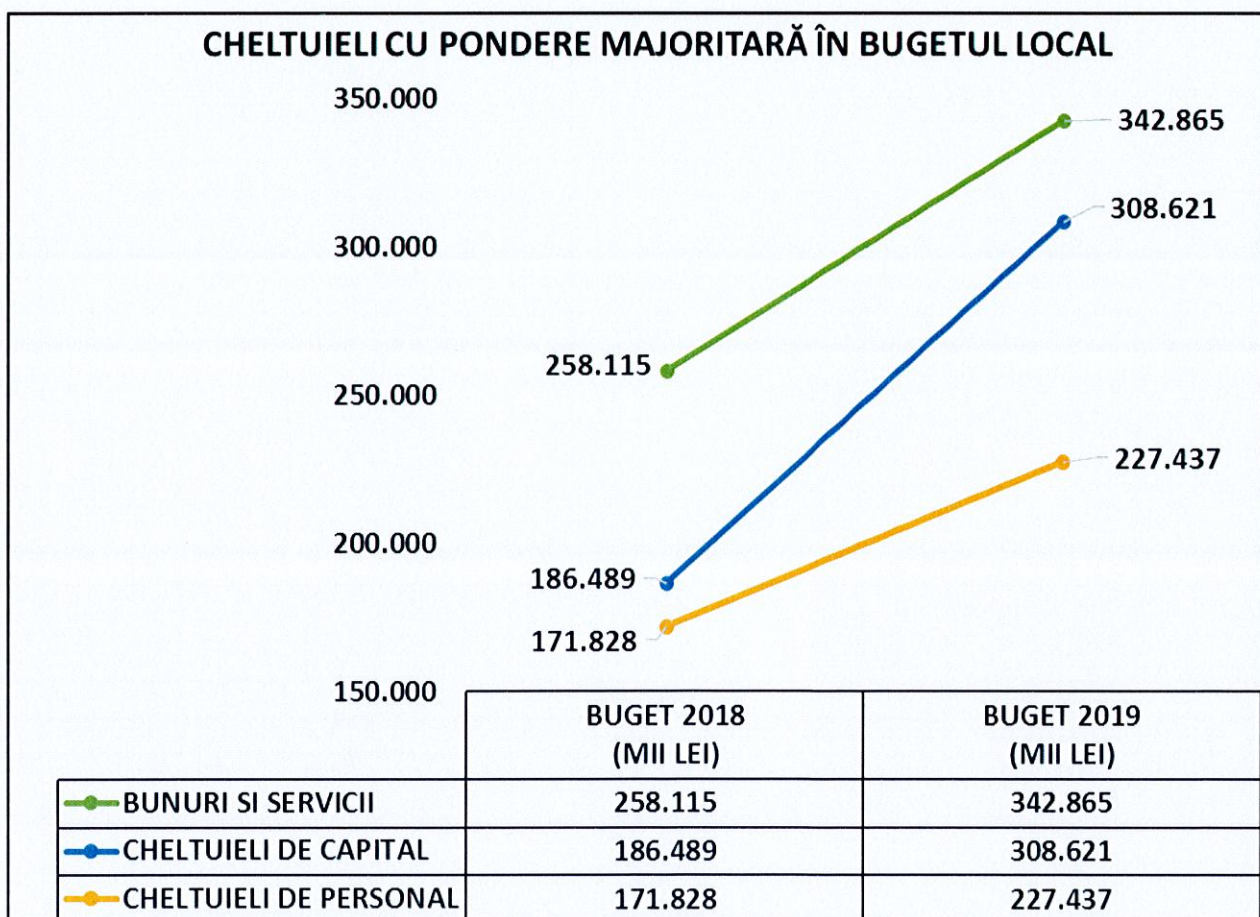 CHELTUIELI CU PONDERE MAJORITARĂ ÎN BUGETUL LOCAL
350.000
342.865
308.621
300.000
258.115
250.000
227.437
200.000
186.489
171.828
150.000
BUGET 2018 BUGET 2019
(MII LEI) (MII LEI)
BUNURI SI SERVICII 258.115 342.865
CHELTUIELI DE CAPITAL 186.489 308.621
CHELTUIELI DE PERSONAL 171.828 227.437